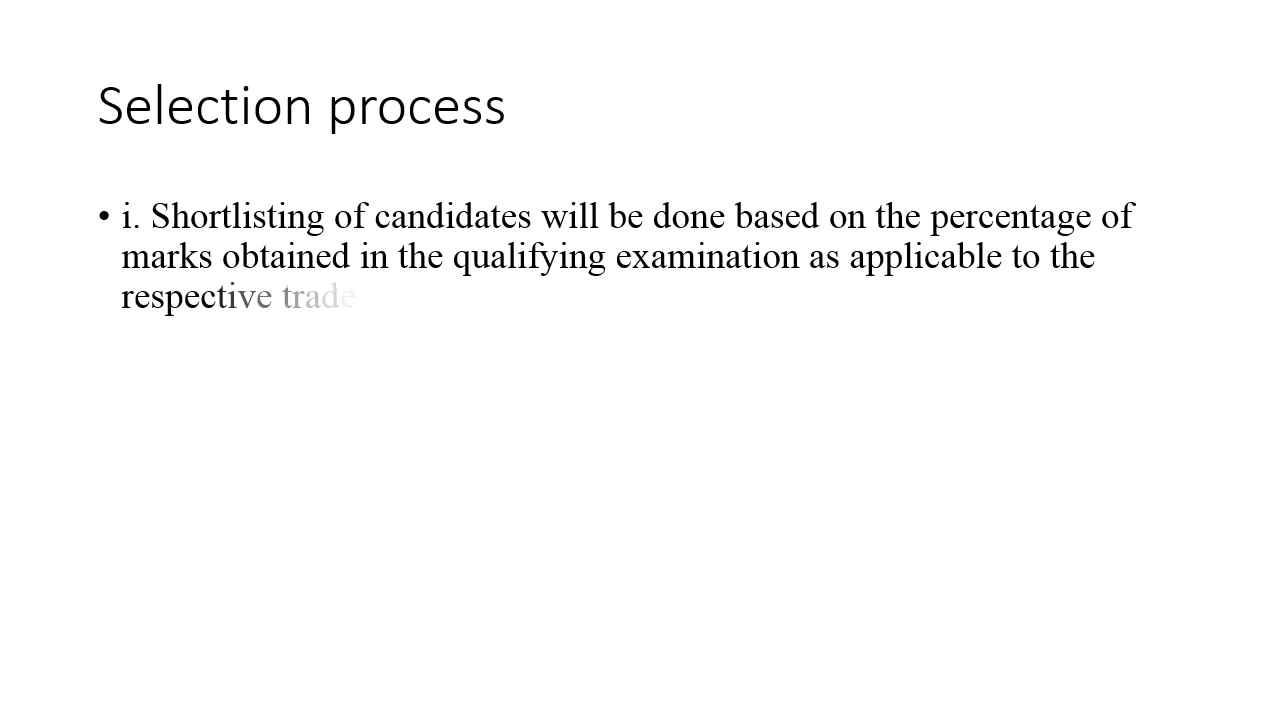 Selection process
• i. Shortlisting of candidates will be done based on the percentage of
marks obtained in the qualifying examination as applicable to the
respective trade